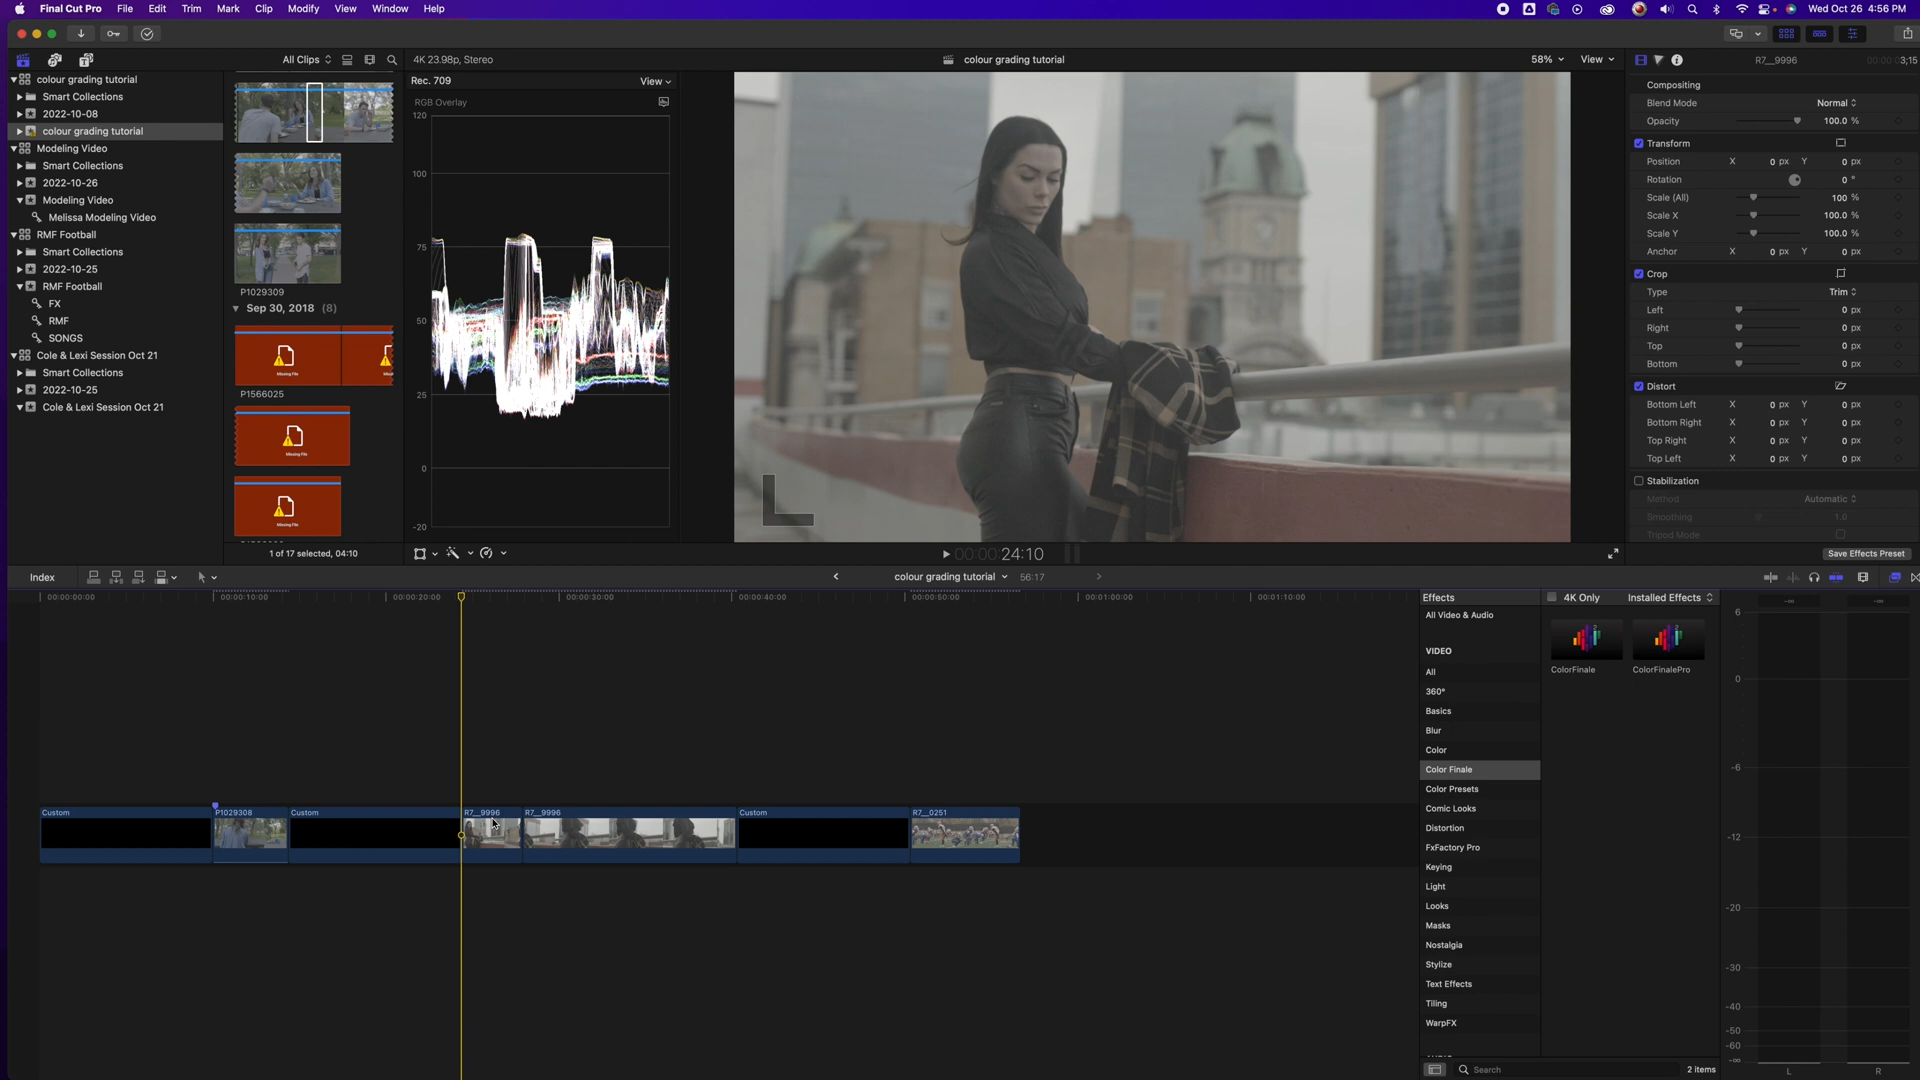 Final Cut Pro File Edit Trim Mark Clip Modify View Window Help
Wed Oct 26 4:56 PM
All Clips
4K 23.98p, Stereo
colour grading tutorial
58%
View
R7__9996
3;15
colour grading tutorial
Smart Collections
2022-10-08
colour grading tutorial
Modeling Video
Smart Collections
2022-10-26
Modeling Video
Melissa Modeling Video
RMF Football
Smart Collections
2022-10-25
RMF Football
FX
RMF
SONGS
Cole & Lexi Session Oct 21
Smart Collections
2022-10-25
Cole & Lexi Session Oct 21
P1029309
Sep 30, 2018 (8)
Missing File
P1566025
Missing File
Missing File
1 of 17 selected, 04:10
Rec. 709
View
RGB Overlay
120
100
75
50
25
0
-20
00:00:00 24:10
Compositing
Blend Mode Normal
Opacity 100.0 %
Transform
Position X 0 px Y 0 px
Rotation 0 °
Scale (All) 100 %
Scale X 100.0 %
Scale Y 100.0 %
Anchor X 0 px Y 0 px
Crop
Type Trim
Left 0 px
Right 0 px
Top 0 px
Bottom 0 px
Distort
Bottom Left X 0 px Y 0 px
Bottom Right X 0 px Y 0 px
Top Right X 0 px Y 0 px
Top Left X 0 px Y 0 px
Stabilization
Method Automatic
Smoothing 1.0
Tripod Mode
Save Effects Preset
Index
colour grading tutorial 56:17
00:00:00:00 00:00:10:00 00:00:20:00 00:00:30:00 00:00:40:00 00:00:50:00 00:01:00:00 00:01:10:00
Custom P1029308 Custom R7__9996 R7__9996 Custom R7__0251
Effects
4K Only
Installed Effects
All Video & Audio
VIDEO
All
360°
Basics
Blur
Color
Color Finale
Color Presets
Comic Looks
Distortion
FxFactory Pro
Keying
Light
Looks
Masks
Nostalgia
Stylize
Text Effects
Tiling
WarpFX
ColorFinale
ColorFinalePro
Search
2 items
6
0
-6
-12
-20
-30
-40
-50
-60
-∞
L R